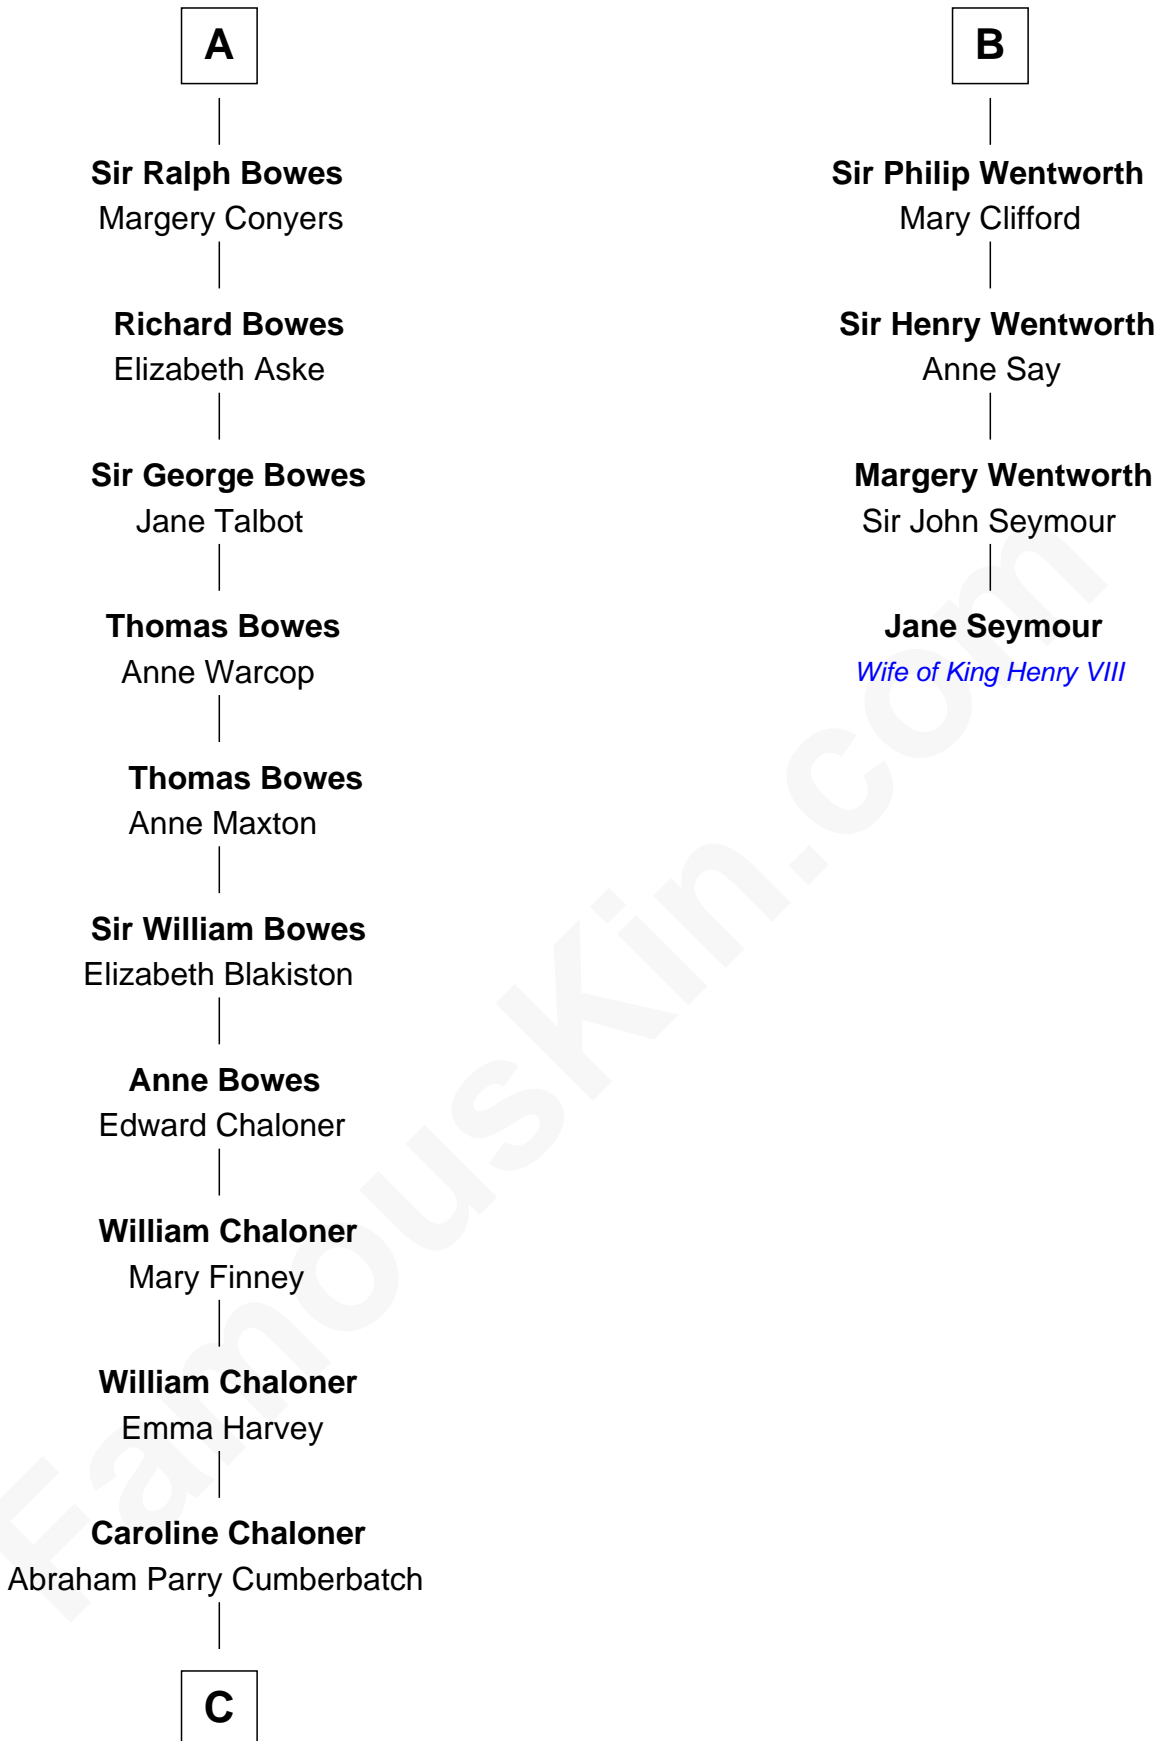 A
Sir Ralph Bowes
Margery Conyers
Richard Bowes
Elizabeth Aske
Sir George Bowes
Jane Talbot
Thomas Bowes
Anne Warcop
Thomas Bowes
Anne Maxton
Sir William Bowes
Elizabeth Blakiston
Anne Bowes
Edward Chaloner
William Chaloner
Mary Finney
William Chaloner
Emma Harvey
Caroline Chaloner
Abraham Parry Cumberbatch
C
B
Sir Philip Wentworth
Mary Clifford
Sir Henry Wentworth
Anne Say
Margery Wentworth
Sir John Seymour
Jane Seymour
Wife of King Henry VIII
FamousKin.com